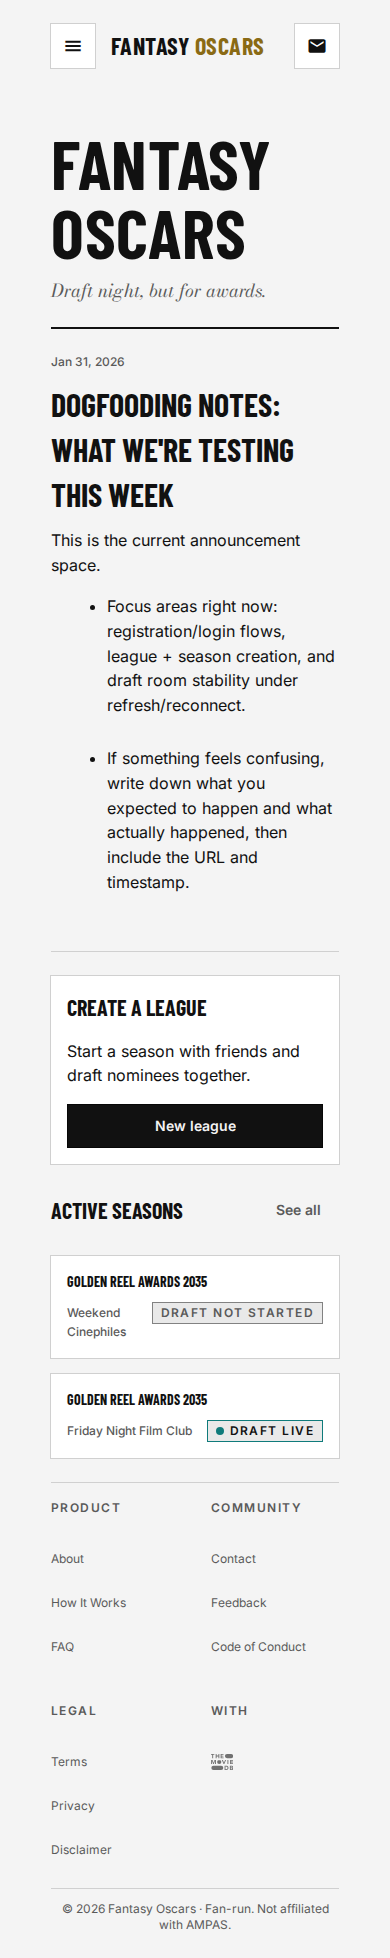 FANTASY OSCARS
FANTASY
OSCARS
Draft night, but for awards.
Jan 31, 2026
DOGFOODING NOTES:
WHAT WE'RE TESTING
THIS WEEK
This is the current announcement
space.
• Focus areas right now:
registration/login flows,
league + season creation, and
draft room stability under
refresh/reconnect.
• If something feels confusing,
write down what you
expected to happen and what
actually happened, then
include the URL and
timestamp.
CREATE A LEAGUE
Start a season with friends and
draft nominees together.
New league
ACTIVE SEASONS See all
GOLDEN REEL AWARDS 2035
Weekend
Cinephiles
DRAFT NOT STARTED
GOLDEN REEL AWARDS 2035
Friday Night Film Club DRAFT LIVE
PRODUCT
About
How It Works
FAQ
COMMUNITY
Contact
Feedback
Code of Conduct
LEGAL
Terms
Privacy
Disclaimer
WITH
THE
MOVIE
DB
© 2026 Fantasy Oscars · Fan-run. Not affiliated
with AMPAS.